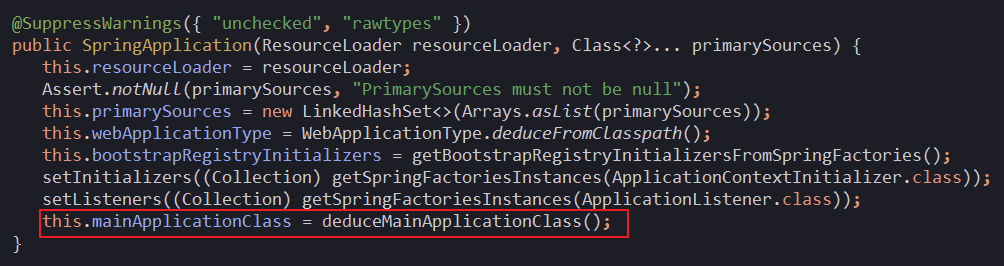 @SuppressWarnings({ "unchecked", "rawtypes" })
public SpringApplication(ResourceLoader resourceLoader, Class<?>... primarySources) {
this.resourceLoader = resourceLoader;
Assert.notNull(primarySources, "PrimarySources must not be null");
this.primarySources = new LinkedHashSet<>(Arrays.asList(primarySources));
this.webApplicationType = WebApplicationType.deduceFromClasspath();
this.bootstrapRegistryInitializers = getBootstrapRegistryInitializersFromSpringFactories();
setInitializers((Collection) getSpringFactoriesInstances(ApplicationContextInitializer.class));
setListeners((Collection) getSpringFactoriesInstances(ApplicationListener.class));
this.mainApplicationClass = deduceMainApplicationClass();
}